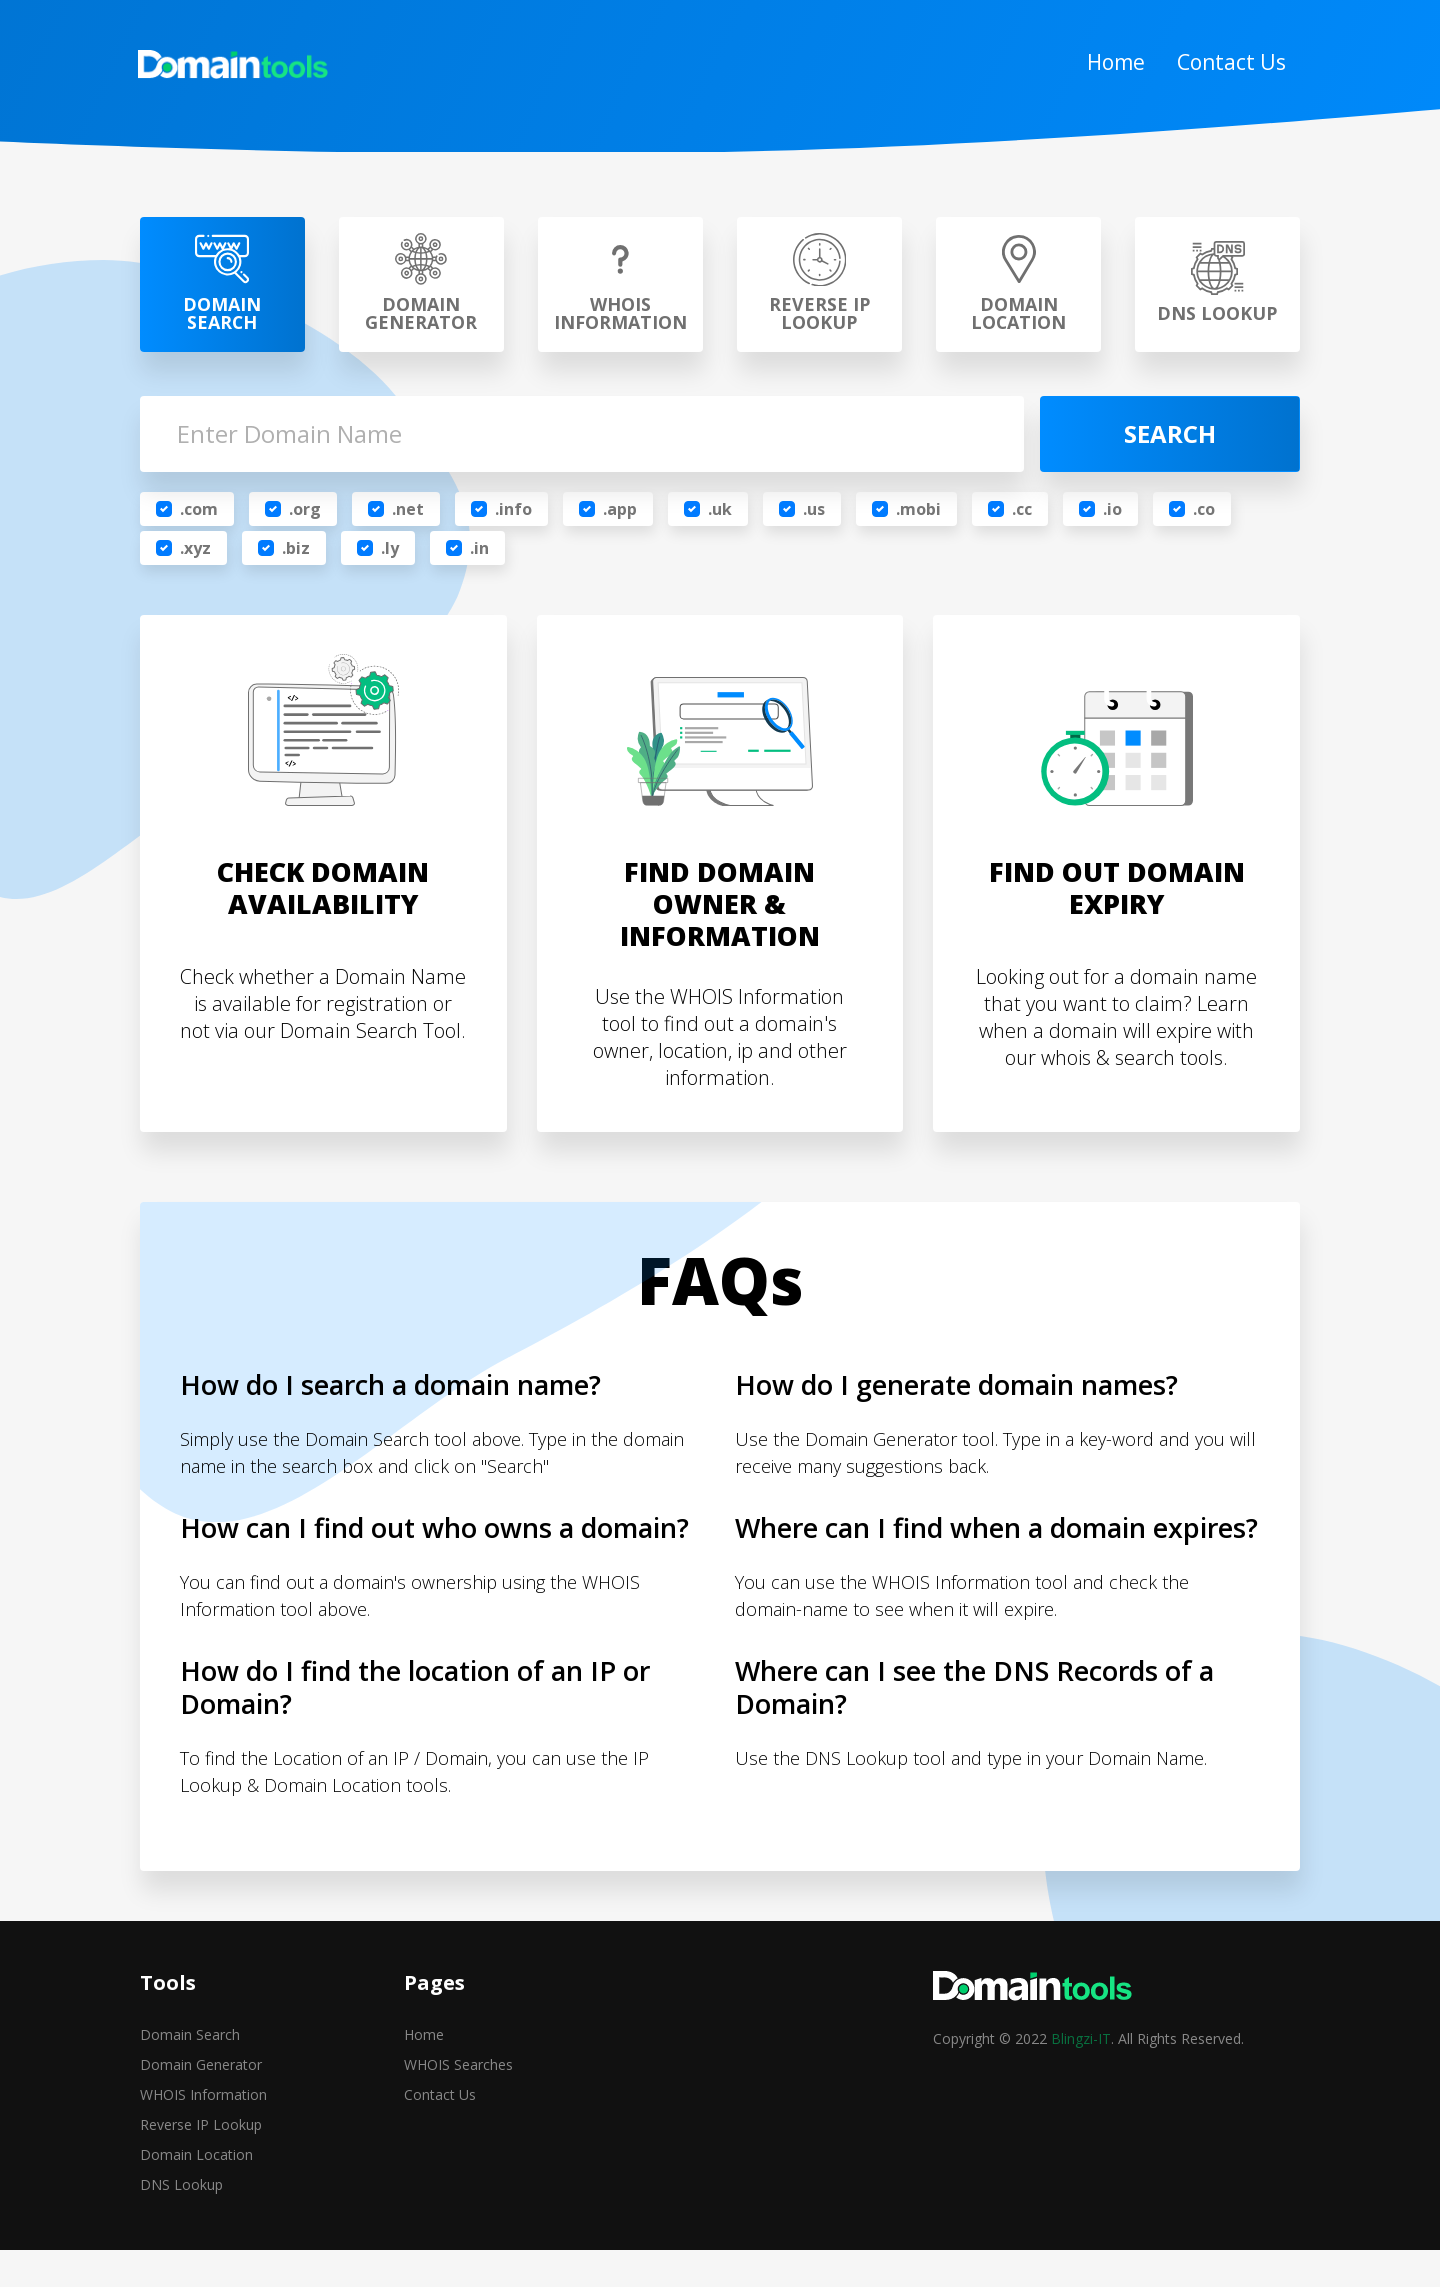 Domaintools
Home Contact Us
WWW
DOMAIN
SEARCH
DOMAIN
GENERATOR
?
WHOIS
INFORMATION
REVERSE IP
LOOKUP
DOMAIN
LOCATION
DNS
DNS LOOKUP
Enter Domain Name
SEARCH
.com .org .net .info .app .uk .us .mobi .cc .io .co
.xyz .biz .ly .in
</>
</>
CHECK DOMAIN
AVAILABILITY
Check whether a Domain Name
is available for registration or
not via our Domain Search Tool.
FIND DOMAIN
OWNER &
INFORMATION
Use the WHOIS Information
tool to find out a domain's
owner, location, ip and other
information.
FIND OUT DOMAIN
EXPIRY
Looking out for a domain name
that you want to claim? Learn
when a domain will expire with
our whois & search tools.
FAQs
How do I search a domain name?
Simply use the Domain Search tool above. Type in the domain
name in the search box and click on "Search"
How do I generate domain names?
Use the Domain Generator tool. Type in a key-word and you will
receive many suggestions back.
How can I find out who owns a domain?
You can find out a domain's ownership using the WHOIS
Information tool above.
Where can I find when a domain expires?
You can use the WHOIS Information tool and check the
domain-name to see when it will expire.
How do I find the location of an IP or
Domain?
To find the Location of an IP / Domain, you can use the IP
Lookup & Domain Location tools.
Where can I see the DNS Records of a
Domain?
Use the DNS Lookup tool and type in your Domain Name.
Tools
Domain Search
Domain Generator
WHOIS Information
Reverse IP Lookup
Domain Location
DNS Lookup
Pages
Home
WHOIS Searches
Contact Us
Domaintools
Copyright © 2022 Blingzi-IT. All Rights Reserved.